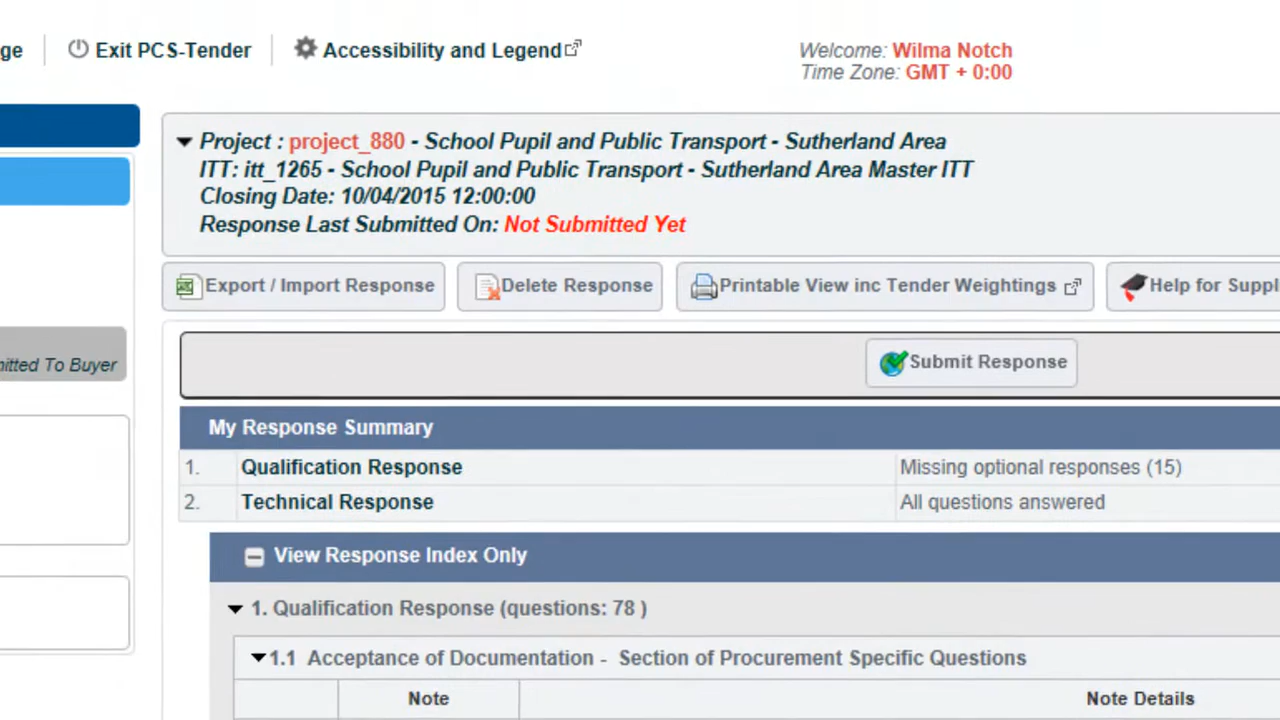 Exit PCS-Tender
Accessibility and Legend
Welcome: Wilma Notch
Time Zone: GMT + 0:00
Project : project_880 - School Pupil and Public Transport - Sutherland Area
ITT: itt_1265 - School Pupil and Public Transport - Sutherland Area Master ITT
Closing Date: 10/04/2015 12:00:00
Response Last Submitted On: Not Submitted Yet
Export / Import Response
Delete Response
Printable View inc Tender Weightings
Help for Suppl
To Buyer
Submit Response
My Response Summary
1. Qualification Response Missing optional responses (15)
2. Technical Response All questions answered
View Response Index Only
1. Qualification Response (questions: 78 )
1.1 Acceptance of Documentation - Section of Procurement Specific Questions
Note Note Details